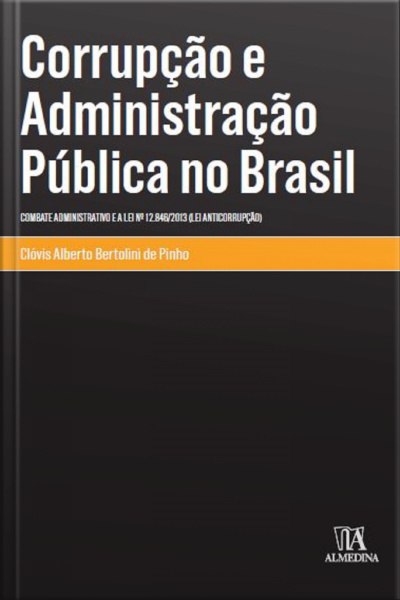 Corrupção e
Administração
Pública no Brasil
COMBATE ADMINISTRATIVO E A LEI Nº 12.846/2013 (LEI ANTICORRUPÇÃO)
Clóvis Alberto Bertolini de Pinho
ALMEDINA